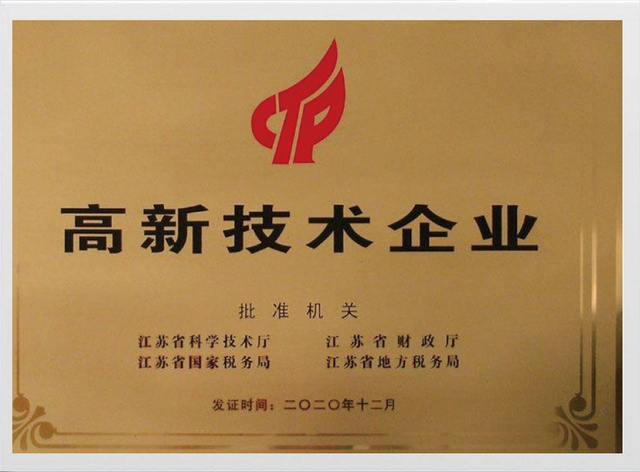 CTP
高新技术企业
批准机关
江苏省科学技术厅 江苏省财政厅
江苏省国家税务局 江苏省地方税务局
发证时间：二〇二〇年十二月